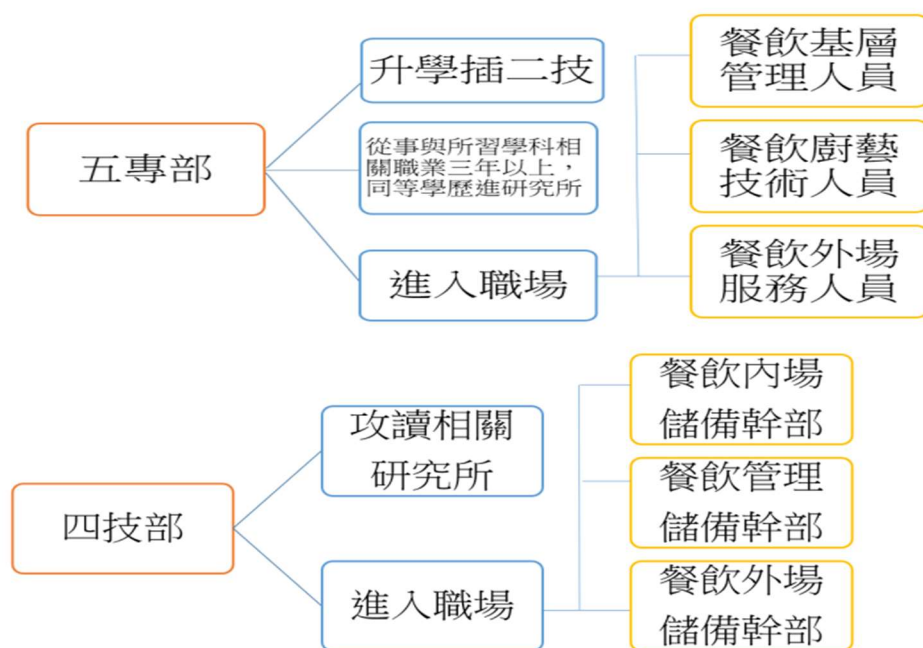 五專部
升學插二技
從事與所習學科相
關職業三年以上，
同等學歷進研究所
進入職場
餐飲基層
管理人員
餐飲廚藝
技術人員
餐飲外場
服務人員
四技部
攻讀相關
研究所
進入職場
餐飲內場
儲備幹部
餐飲管理
儲備幹部
餐飲外場
儲備幹部